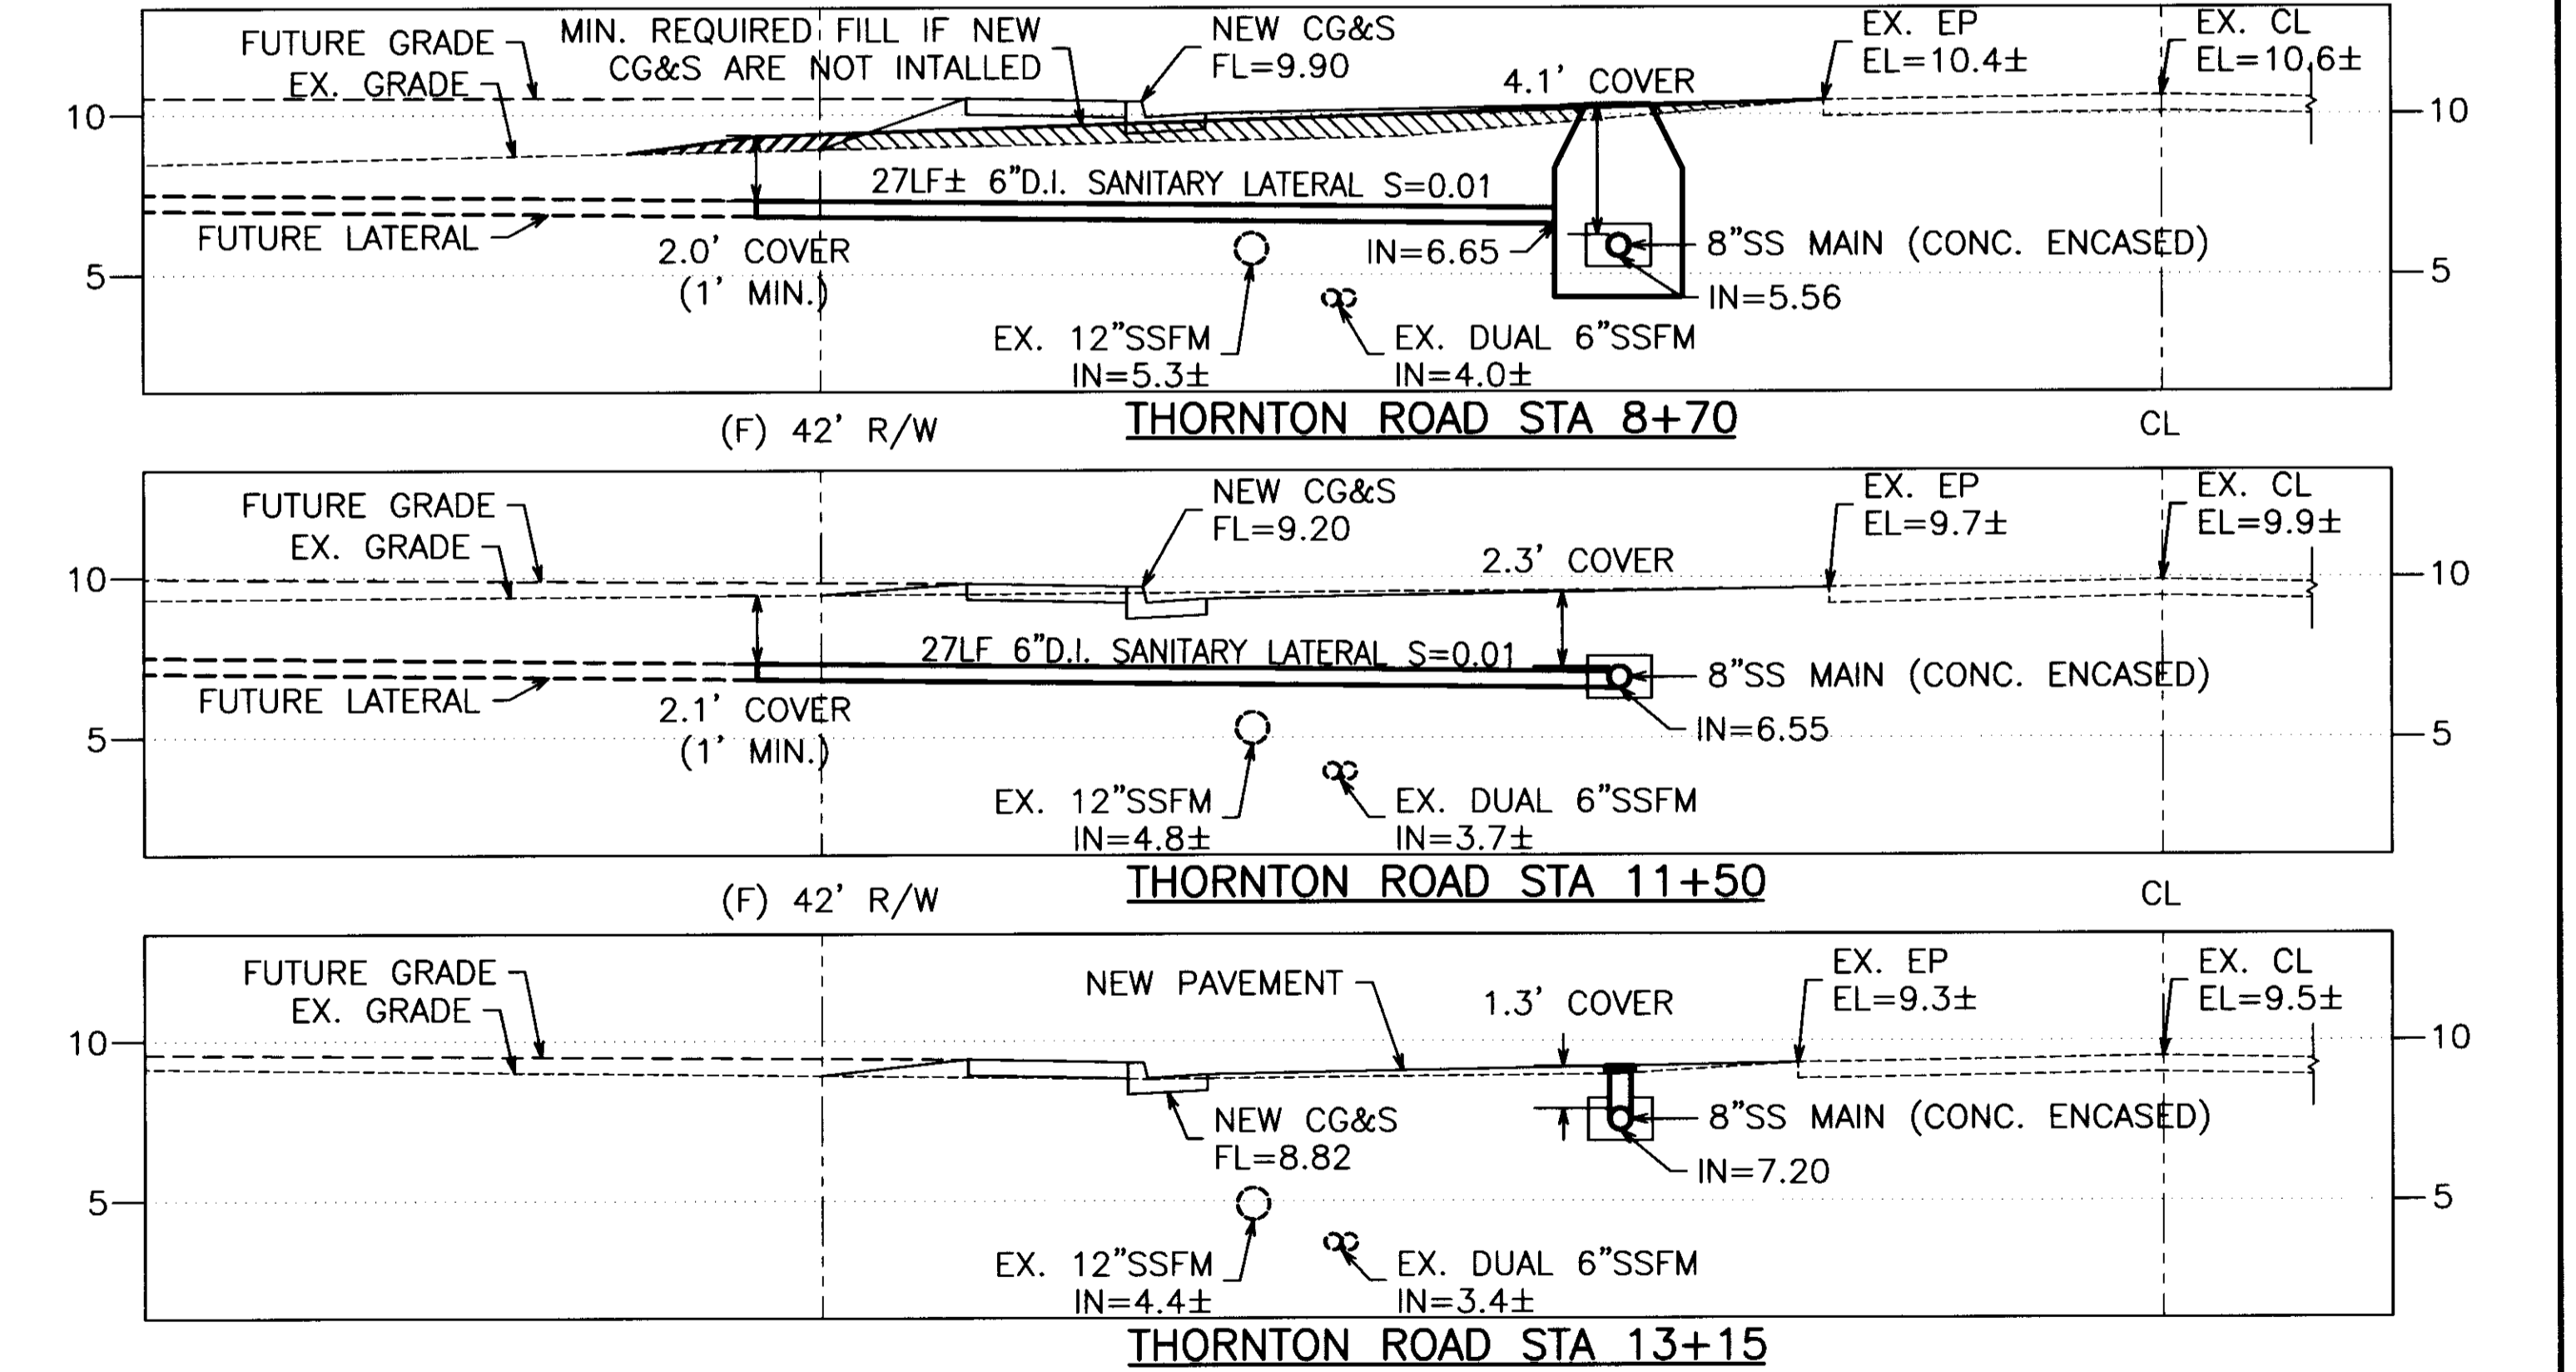 FUTURE GRADE
EX. GRADE
MIN. REQUIRED FILL IF NEW
CG&S ARE NOT INTALLED
NEW CG&S
FL=9.90
4.1' COVER
EX. EP
EL=10.4±
EX. CL
EL=10.6±
10
10
27LF± 6"D.I. SANITARY LATERAL S=0.01
FUTURE LATERAL
2.0' COVER
(1' MIN.)
IN=6.65
8"SS MAIN (CONC. ENCASED)
IN=5.56
5
5
EX. 12"SSFM
IN=5.3±
EX. DUAL 6"SSFM
IN=4.0±
(F) 42' R/W
THORNTON ROAD STA 8+70
CL
FUTURE GRADE
EX. GRADE
NEW CG&S
FL=9.20
2.3' COVER
EX. EP
EL=9.7±
EX. CL
EL=9.9±
10
10
27LF 6"D.I. SANITARY LATERAL S=0.01
FUTURE LATERAL
2.1' COVER
(1' MIN.)
8"SS MAIN (CONC. ENCASED)
IN=6.55
5
5
EX. 12"SSFM
IN=4.8±
EX. DUAL 6"SSFM
IN=3.7±
(F) 42' R/W
THORNTON ROAD STA 11+50
CL
FUTURE GRADE
EX. GRADE
NEW PAVEMENT
1.3' COVER
EX. EP
EL=9.3±
EX. CL
EL=9.5±
10
10
NEW CG&S
FL=8.82
8"SS MAIN (CONC. ENCASED)
IN=7.20
5
5
EX. 12"SSFM
IN=4.4±
EX. DUAL 6"SSFM
IN=3.4±
THORNTON ROAD STA 13+15